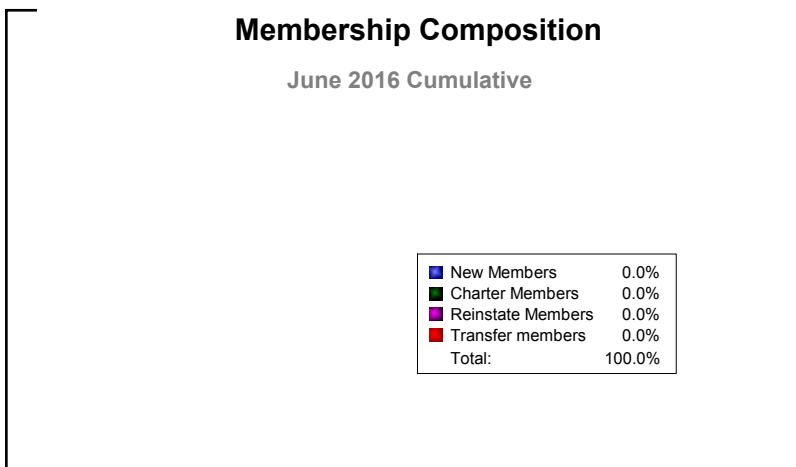 Membership Composition
June 2016 Cumulative
New Members 0.0%
Charter Members 0.0%
Reinstate Members 0.0%
Transfer members 0.0%
Total: 100.0%